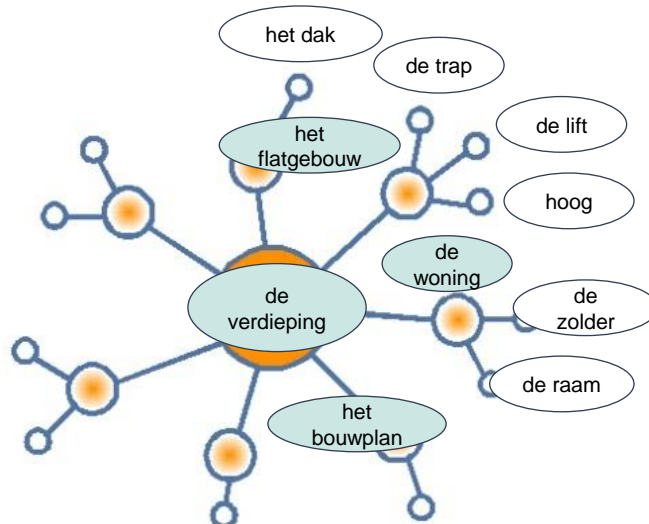 het dak
de trap
de lift
het
flatgebouw
hoog
de
woning
de
verdieping
de
zolder
de raam
het
bouwplan